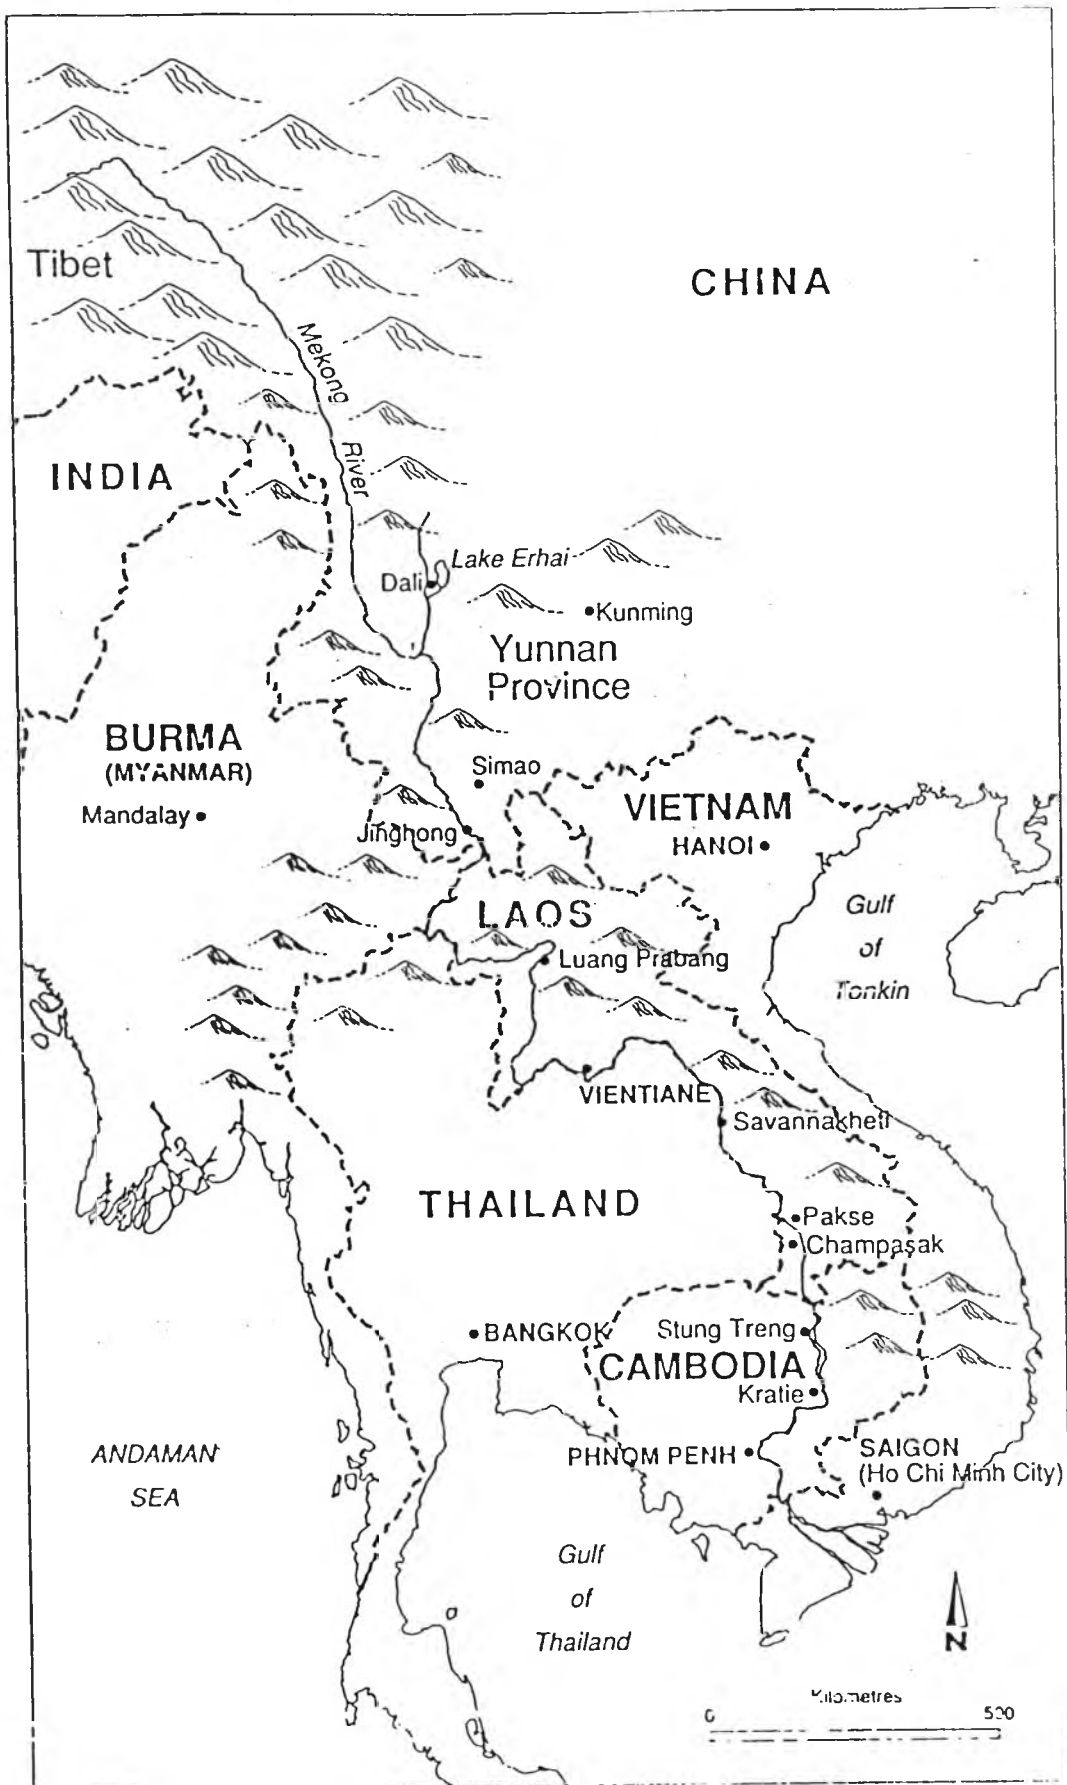 Tibet
CHINA
Mekong
River
INDIA
Lake Erhai
Dali
Kunming
Yunnan
Province
BURMA
(MYANMAR)
Mandalay
Simao
VIETNAM
HANOI
Jinghong
LAOS
Luang Prabang
Gulf
of
Tonkin
VIENTIANE
Savannakhett
THAILAND
Pakse
Champasak
BANGKOK
Stung Treng
CAMBODIA
Kratie
PHNOM PENH
SAIGON
(Ho Chi Minh City)
ANDAMAN
SEA
Gulf
of
Thailand
N
Kilometres
0 500